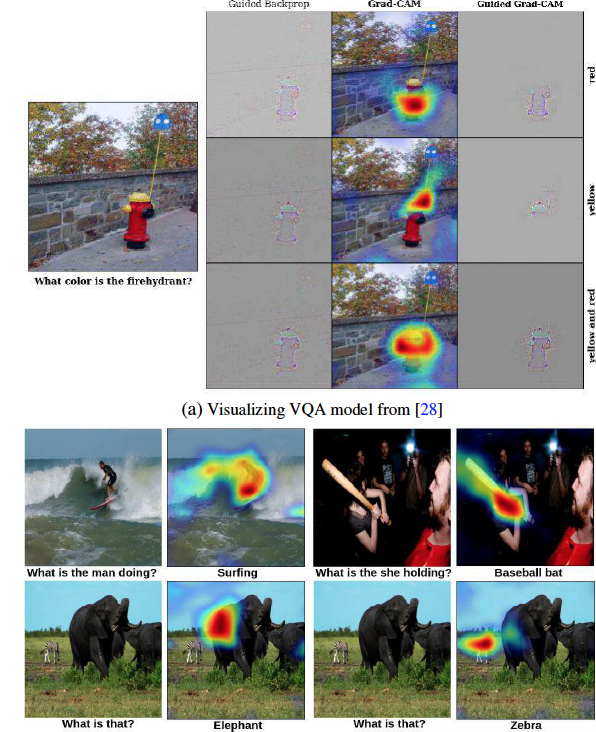 Guided Backprop Grad-CAM Guided Grad-CAM
red
yellow
yellow and red
What color is the firehydrant?
(a) Visualizing VQA model from [28]
What is the man doing? Surfing What is the she holding? Baseball bat
What is that? Elephant What is that? Zebra